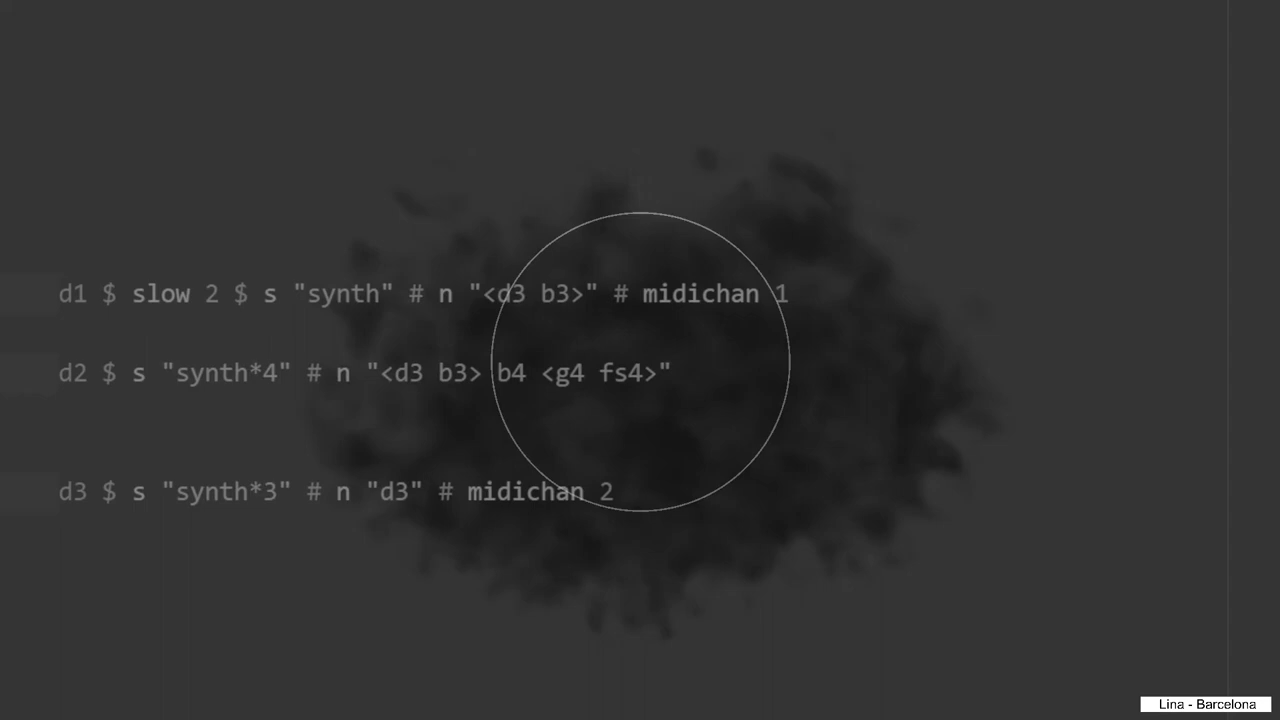 d1 $ slow 2 $ s "synth" # n "<d3 b3>" # midichan 1
d2 $ s "synth*4" # n "<d3 b3> b4 <g4 fs4>"
d3 $ s "synth*3" # n "d3" # midichan 2
Lina - Barcelona